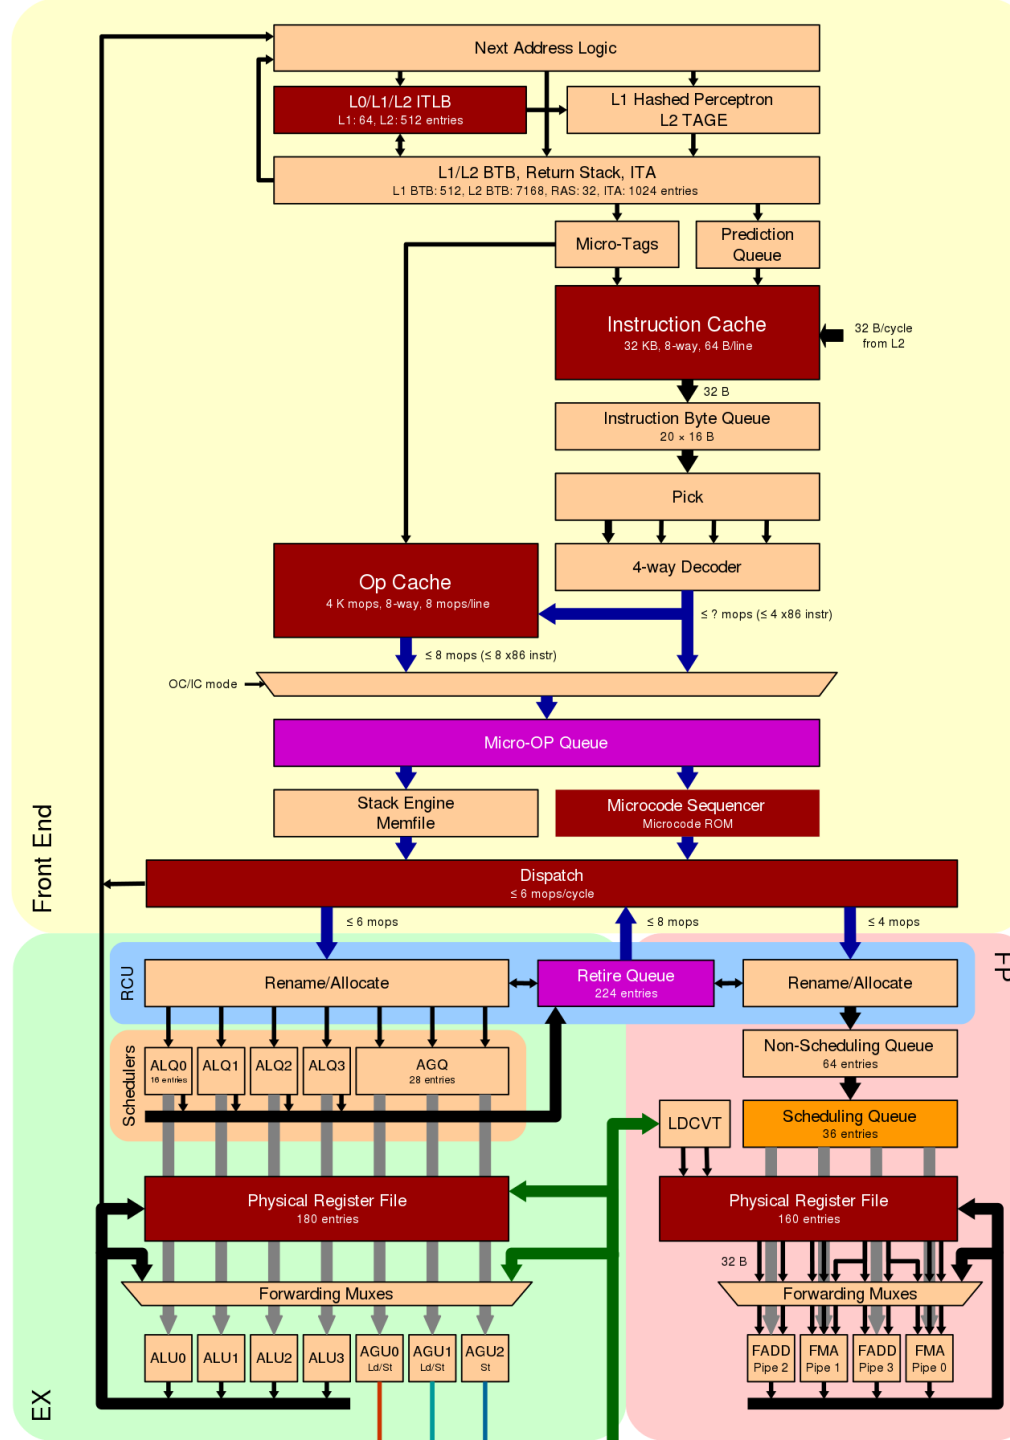 Next Address Logic
L0/L1/L2 ITLB
L1: 64, L2: 512 entries
L1 Hashed Perceptron
L2 TAGE
L1/L2 BTB, Return Stack, ITA
L1 BTB: 512, L2 BTB: 7168, RAS: 32, ITA: 1024 entries
Micro-Tags
Prediction
Queue
Instruction Cache
32 KB, 8-way, 64 B/line
32 B/cycle
from L2
32 B
Instruction Byte Queue
20 × 16 B
Pick
4-way Decoder
Op Cache
4 K mops, 8-way, 8 mops/line
≤ ? mops (≤ 4 x86 instr)
≤ 8 mops (≤ 8 x86 instr)
OC/IC mode
Micro-OP Queue
Stack Engine
Memfile
Microcode Sequencer
Microcode ROM
Front End
Dispatch
≤ 6 mops/cycle
≤ 6 mops
≤ 8 mops
≤ 4 mops
RCU
Rename/Allocate
Retire Queue
224 entries
Rename/Allocate
FP
Schedulers
ALQ0
16 entries
ALQ1
ALQ2
ALQ3
AGQ
28 entries
Non-Scheduling Queue
64 entries
LDCVT
Scheduling Queue
36 entries
Physical Register File
180 entries
Physical Register File
160 entries
32 B
Forwarding Muxes
Forwarding Muxes
ALU0
ALU1
ALU2
ALU3
AGU0
Ld/St
AGU1
Ld/St
AGU2
St
FADD
Pipe 2
FMA
Pipe 1
FADD
Pipe 3
FMA
Pipe 0
EX